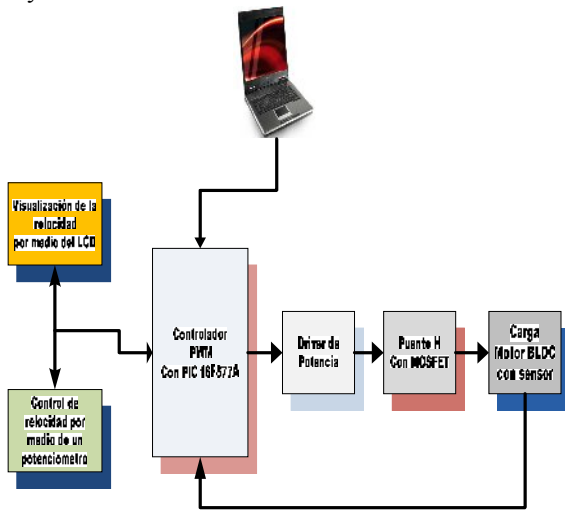 Visualización de la
velocidad
por medio del LCD
Control de
velocidad por
medio de un
potenciometro
Controlador
PWM
Con PIC 16F877A
Driver de
Potencia
Puente H
Con MOSFET
Carga
Motor BLDC
con sensor